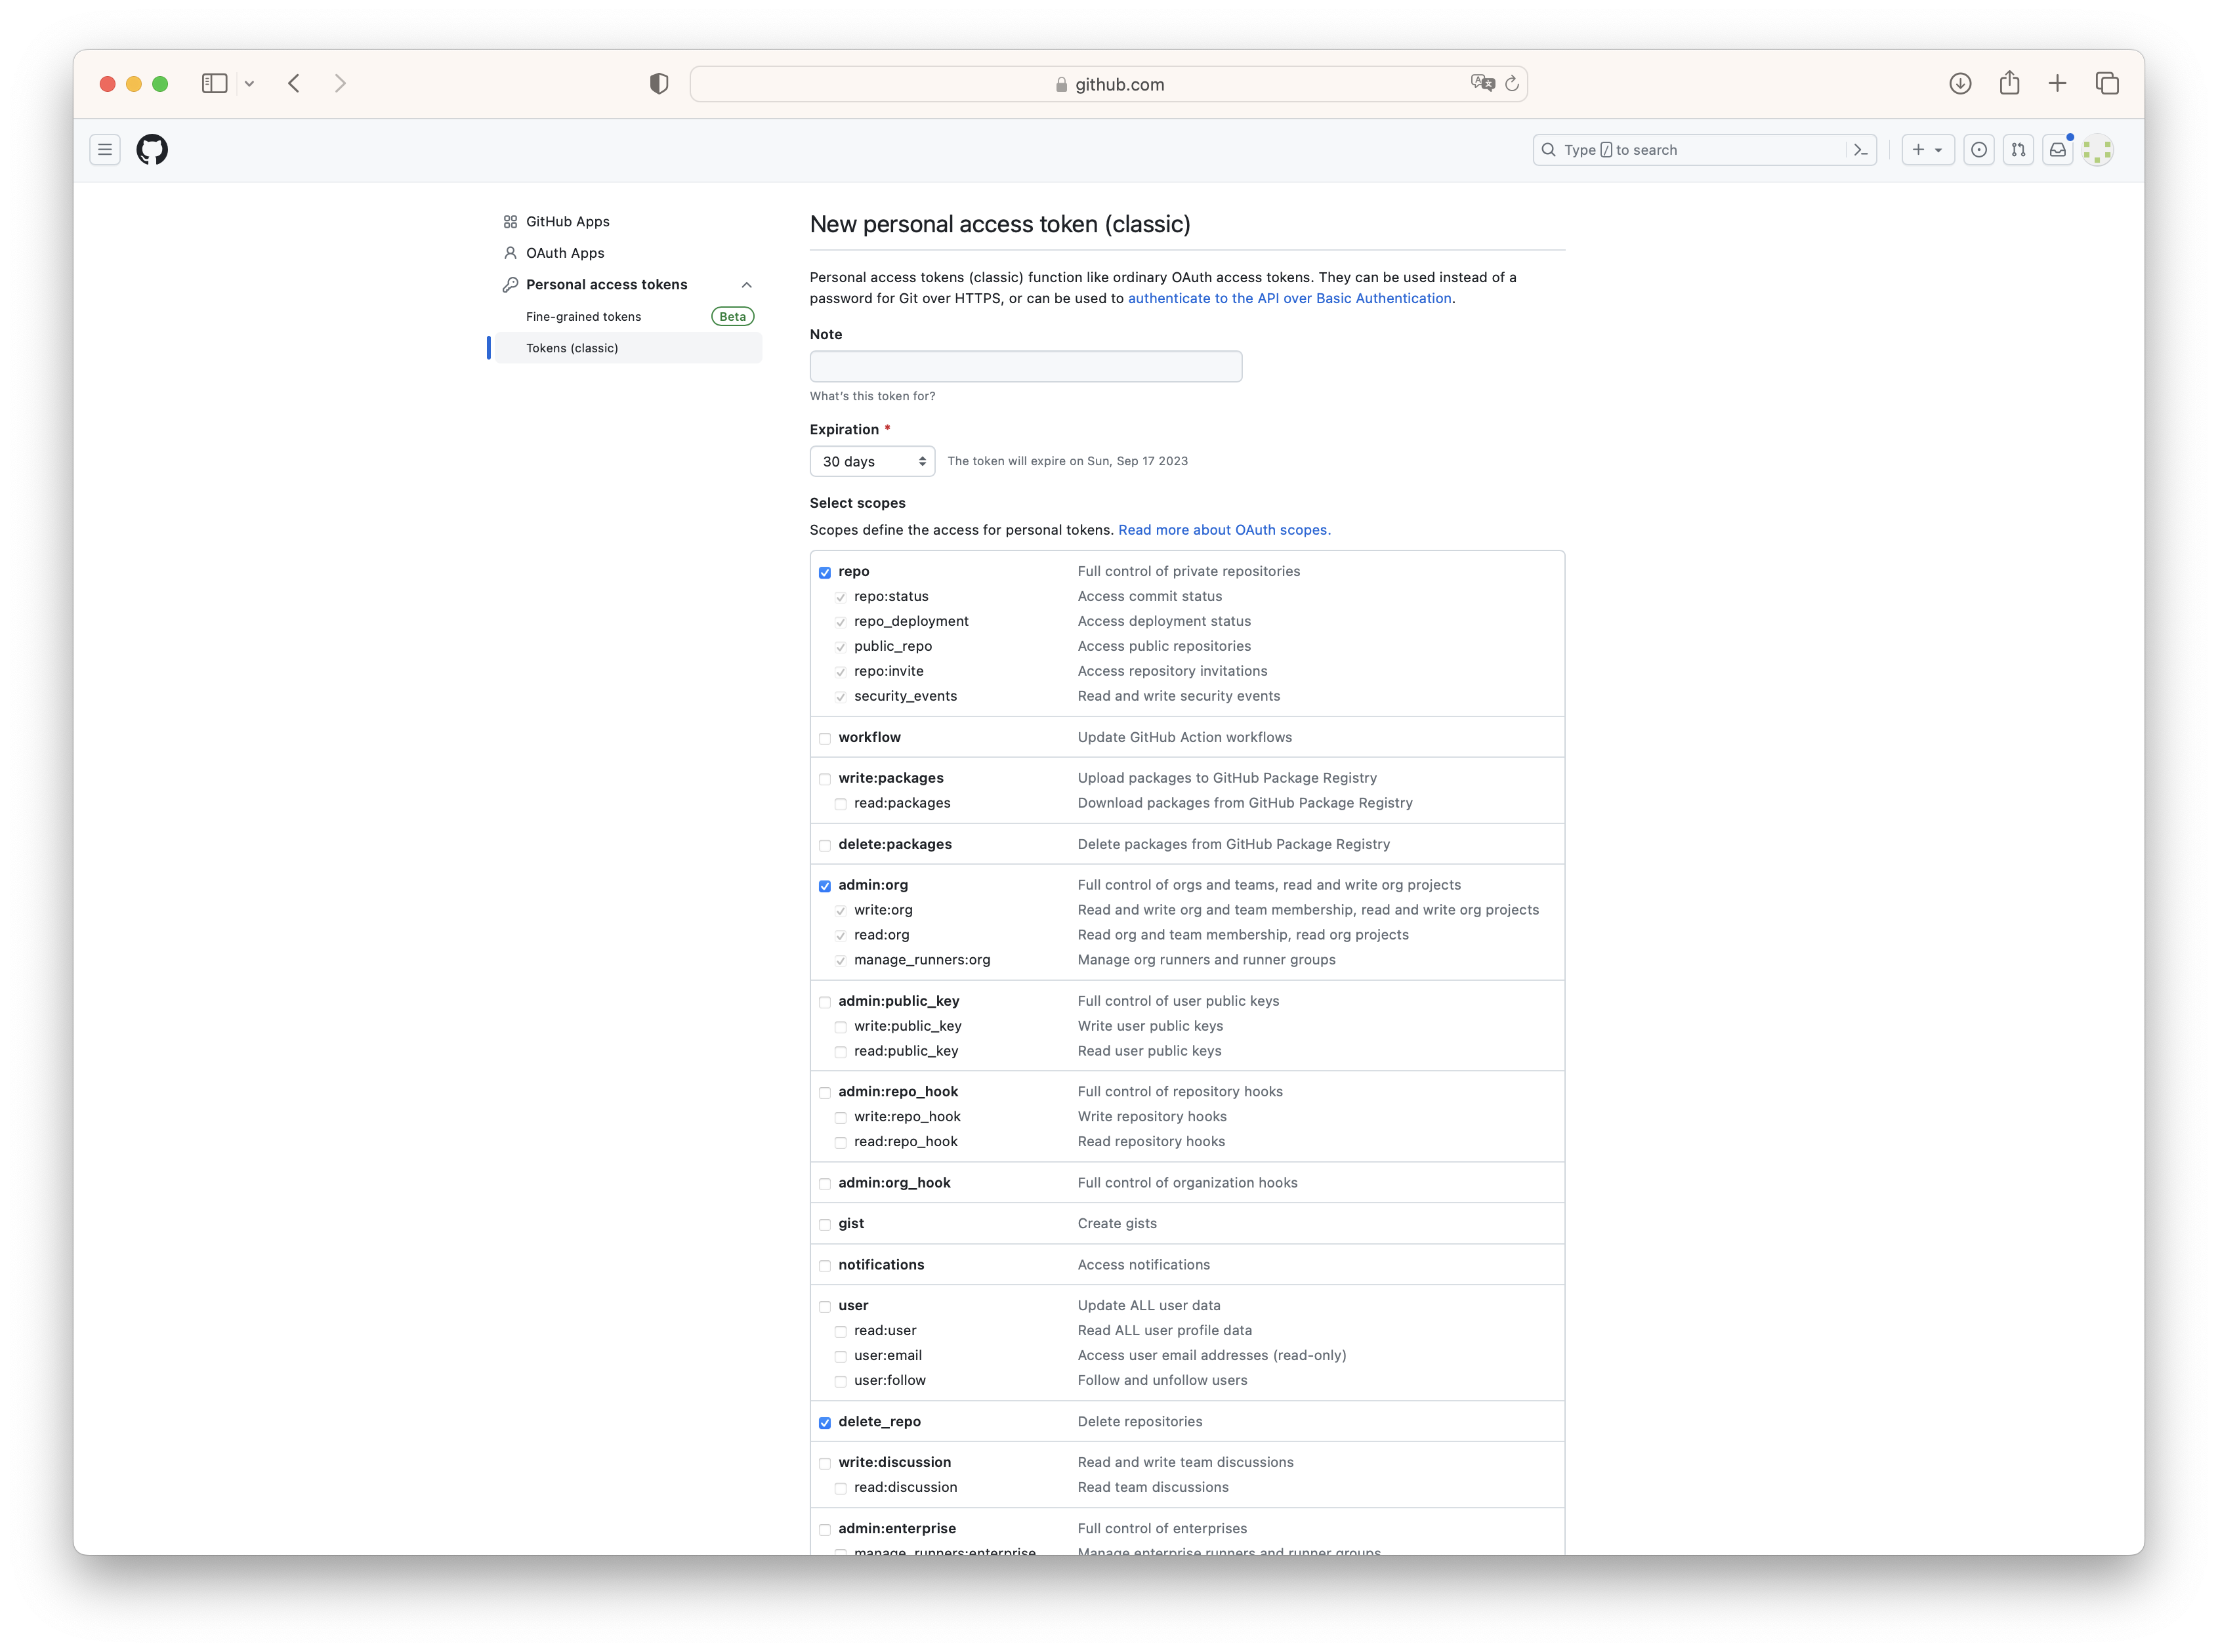 github.com
Type / to search
GitHub Apps
OAuth Apps
Personal access tokens
Fine-grained tokens Beta
Tokens (classic)
New personal access token (classic)
Personal access tokens (classic) function like ordinary OAuth access tokens. They can be used instead of a
password for Git over HTTPS, or can be used to authenticate to the API over Basic Authentication.
Note
What's this token for?
Expiration *
30 days The token will expire on Sun, Sep 17 2023
Select scopes
Scopes define the access for personal tokens. Read more about OAuth scopes.
repo Full control of private repositories
repo:status Access commit status
repo_deployment Access deployment status
public_repo Access public repositories
repo:invite Access repository invitations
security_events Read and write security events
workflow Update GitHub Action workflows
write:packages Upload packages to GitHub Package Registry
read:packages Download packages from GitHub Package Registry
delete:packages Delete packages from GitHub Package Registry
admin:org Full control of orgs and teams, read and write org projects
write:org Read and write org and team membership, read and write org projects
read:org Read org and team membership, read org projects
manage_runners:org Manage org runners and runner groups
admin:public_key Full control of user public keys
write:public_key Write user public keys
read:public_key Read user public keys
admin:repo_hook Full control of repository hooks
write:repo_hook Write repository hooks
read:repo_hook Read repository hooks
admin:org_hook Full control of organization hooks
gist Create gists
notifications Access notifications
user Update ALL user data
read:user Read ALL user profile data
user:email Access user email addresses (read-only)
user:follow Follow and unfollow users
delete_repo Delete repositories
write:discussion Read and write team discussions
read:discussion Read team discussions
admin:enterprise Full control of enterprises
manage_runners:enterprise Manage enterprise runners and runner groups